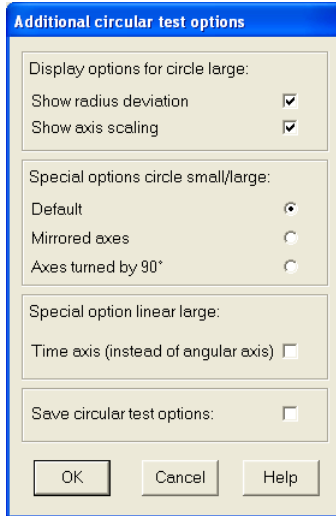 Additional circular test options
Display options for circle large:
Show radius deviation
Show axis scaling
Special options circle small/large:
Default
Mirrored axes
Axes turned by 90°
Special option linear large:
Time axis (instead of angular axis)
Save circular test options:
OK Cancel Help